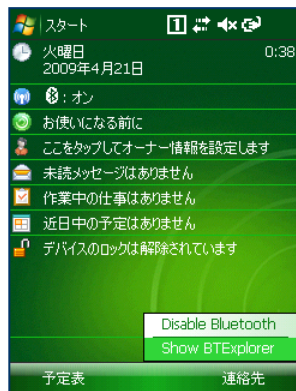 スタート
1
火曜日
0:38
2009年4月21日
: オン
お使いになる前に
ここをタップしてオーナー情報を設定します
未読メッセージはありません
作業中の仕事はありません
近日中の予定はありません
デバイスのロックは解除されています
Disable Bluetooth
Show BTExplorer
予定表
連絡先